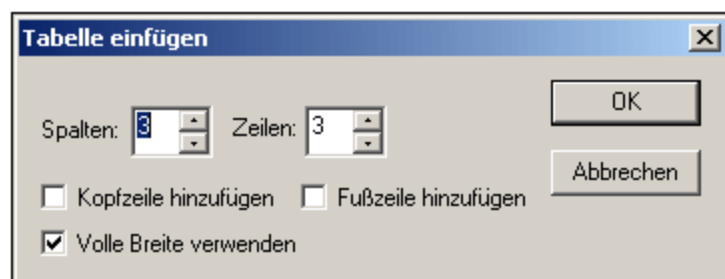 Tabelle einfügen
Spalten: 3 Zeilen: 3 OK
Kopfzeile hinzufügen Fußzeile hinzufügen Abbrechen
Volle Breite verwenden